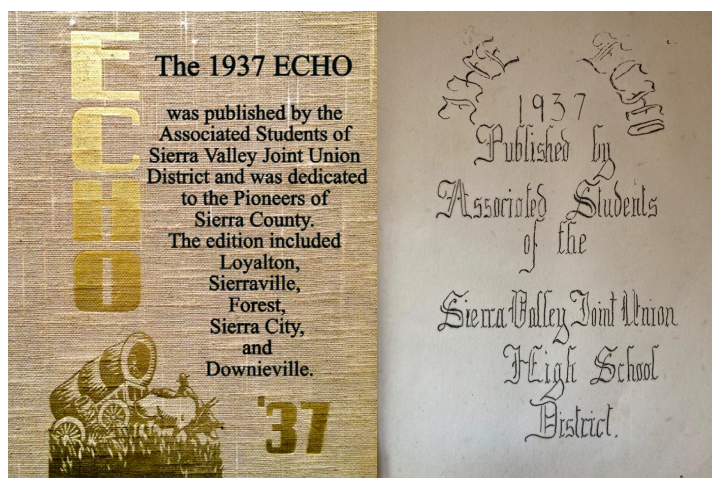 ECHO
The 1937 ECHO
was published by the
Associated Students of
Sierra Valley Joint Union
District and was dedicated
to the Pioneers of
Sierra County.
The edition included
Loyalton,
Sierraville,
Forest,
Sierra City,
and
Downieville.
'37
THE ECHO
1937
Published by
Associated Students
of the
Sierra Valley Joint Union
High School
District.